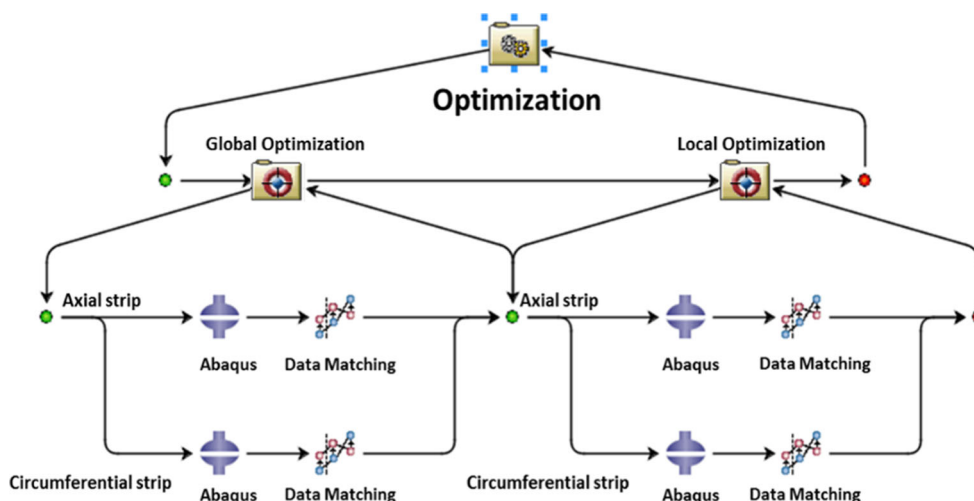 Optimization
Global Optimization
Local Optimization
Axial strip
Axial strip
Abaqus
Data Matching
Abaqus
Data Matching
Circumferential strip
Abaqus
Data Matching
Circumferential strip
Abaqus
Data Matching